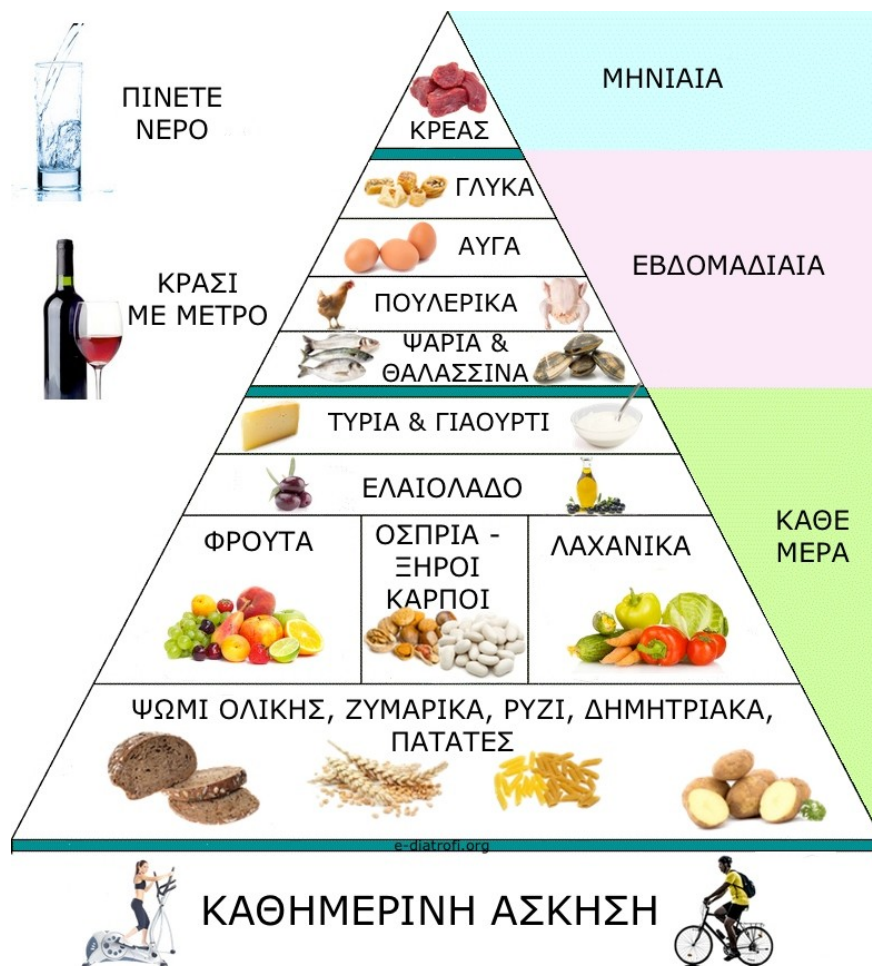 ΠΙΝΕΤΕ
ΝΕΡΟ
ΚΡΑΣΙ
ΜΕ ΜΕΤΡΟ
ΚΡΕΑΣ
ΜΗΝΙΑΙΑ
ΓΛΥΚΑ
ΑΥΓΑ
ΠΟΥΛΕΡΙΚΑ
ΨΑΡΙΑ &
ΘΑΛΑΣΣΙΝΑ
ΕΒΔΟΜΑΔΙΑΙΑ
ΤΥΡΙΑ & ΓΙΑΟΥΡΤΙ
ΕΛΑΙΟΛΑΔΟ
ΦΡΟΥΤΑ
ΟΣΠΡΙΑ -
ΞΗΡΟΙ
ΚΑΡΠΟΙ
ΛΑΧΑΝΙΚΑ
ΚΑΘΕ
ΜΕΡΑ
ΨΩΜΙ ΟΛΙΚΗΣ, ΖΥΜΑΡΙΚΑ, ΡΥΖΙ, ΔΗΜΗΤΡΙΑΚΑ,
ΠΑΤΑΤΕΣ
e-diatrofi.org
ΚΑΘΗΜΕΡΙΝΗ ΑΣΚΗΣΗ